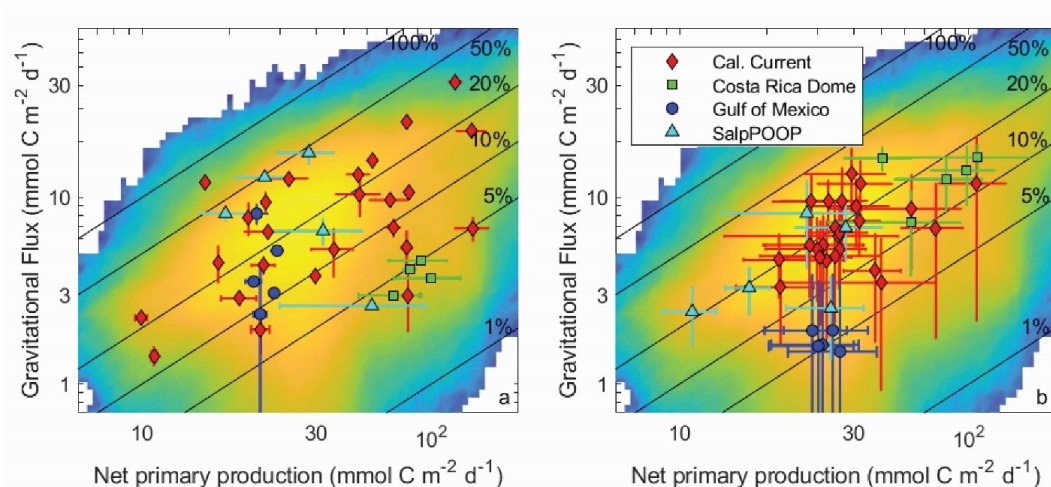 Gravitational Flux (mmol C m⁻² d⁻¹)
30
10
3
1
100%
50%
20%
10%
5%
1%
a
10
30
10²
Net primary production (mmol C m⁻² d⁻¹)
Gravitational Flux (mmol C m⁻² d⁻¹)
30
10
3
1
Cal. Current
Costa Rica Dome
Gulf of Mexico
SalpPOOP
100%
50%
20%
10%
5%
1%
b
10
30
10²
Net primary production (mmol C m⁻² d⁻¹)